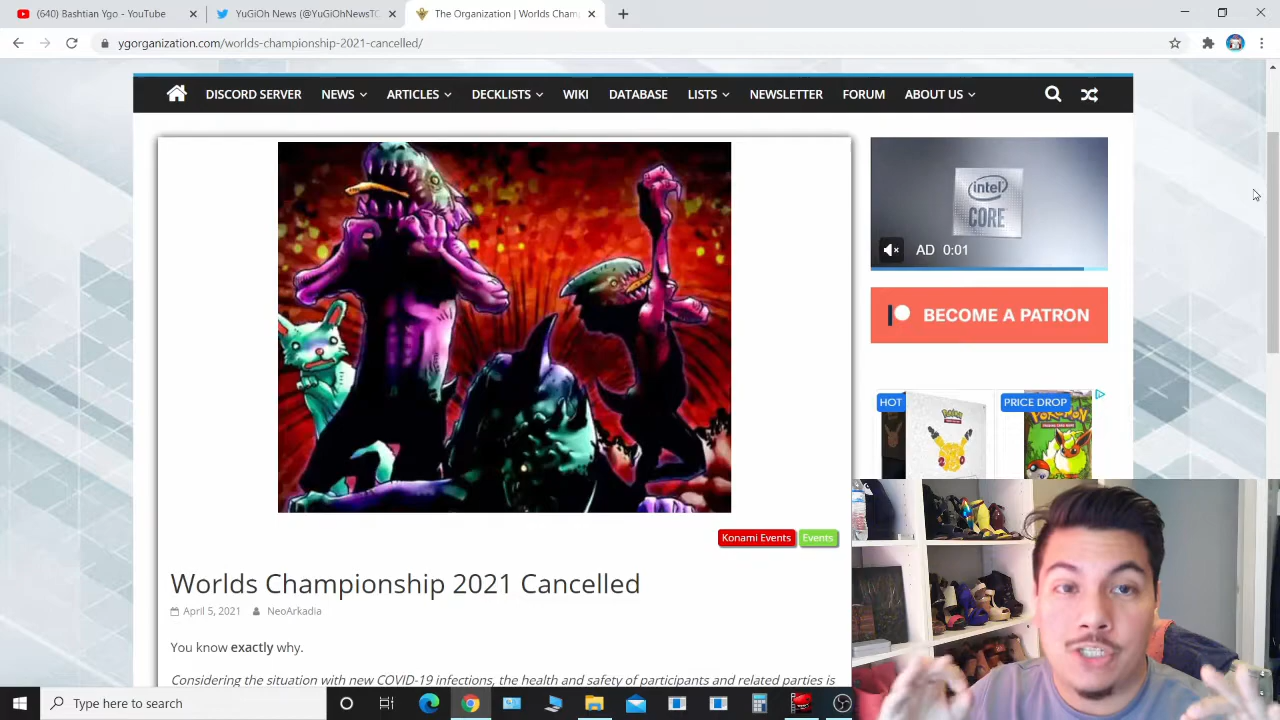 (640) Bashtian Ygo - YouTube
YuGiOh News (@YuGiOhNewsTC
The Organization | Worlds Cham
ygorganization.com/worlds-championship-2021-cancelled/
DISCORD SERVER NEWS ARTICLES DECKLISTS WIKI DATABASE LISTS NEWSLETTER FORUM ABOUT US
intel
CORE
AD 0:01
BECOME A PATRON
HOT
PRICE DROP
Konami Events Events
Worlds Championship 2021 Cancelled
April 5, 2021 NeoArkadia
You know exactly why.
Considering the situation with new COVID-19 infections, the health and safety of participants and related parties is
Type here to search